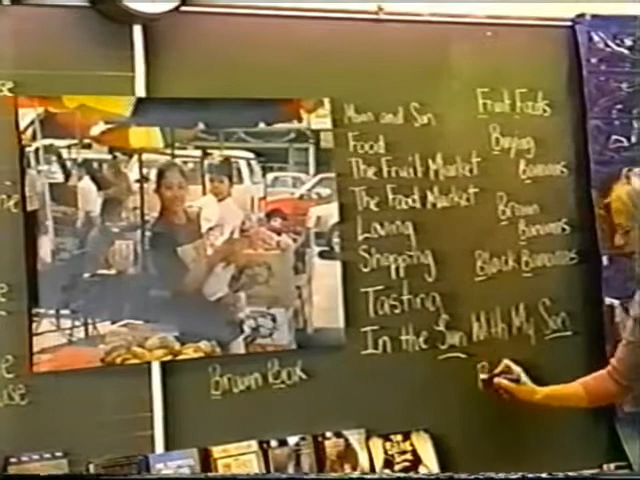 Mum and Son
Food
The Fruit Market
The Food Market
Loving
Shopping
Tasting
In the Sun With My Son
Fruit Facts
Buying
Bananas
Brown
Bananas
Black Bananas
Brown Box